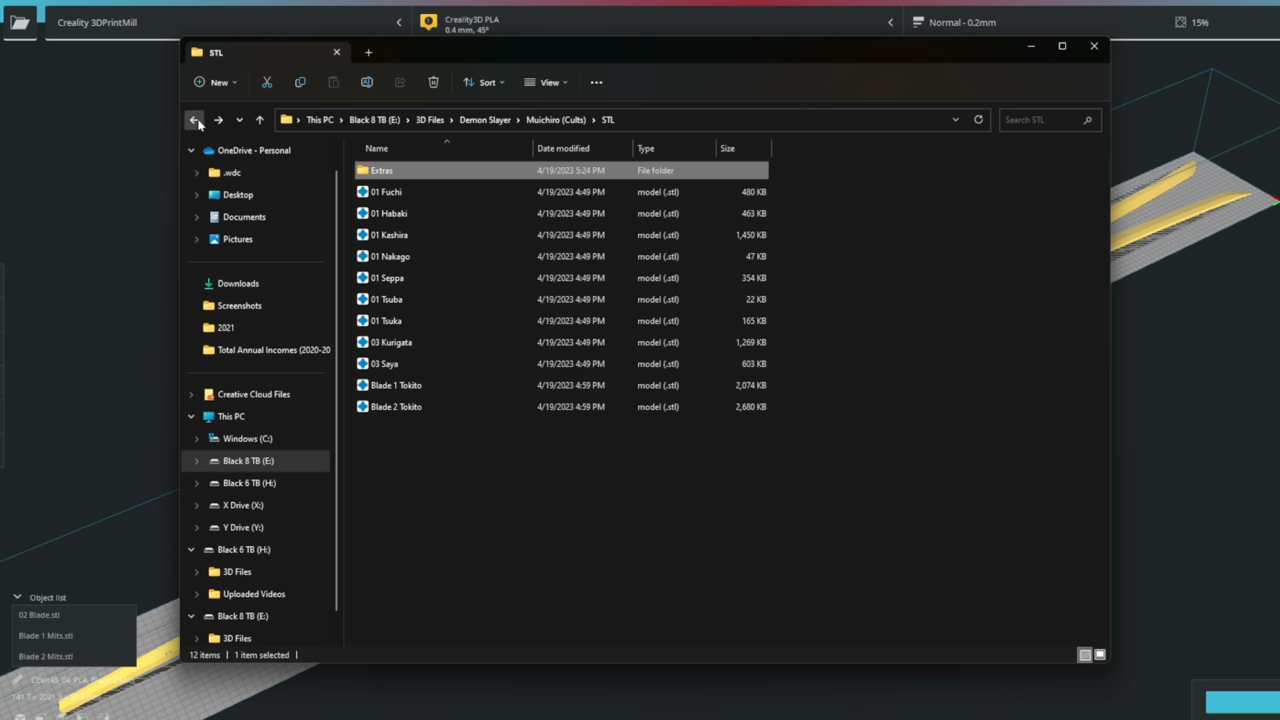 Creality 3DPrintMill
Creality3D PLA
0.4 mm, 45°
Normal - 0.2mm
15%
STL
New
Sort
View
This PC > Black 8 TB (E:) > 3D Files > Demon Slayer > Muichiro (Cults) > STL
Search STL
Name Date modified Type Size
Extras 4/19/2023 5:24 PM File folder
01 Fuchi 4/19/2023 4:49 PM model (.stl) 480 KB
01 Habaki 4/19/2023 4:49 PM model (.stl) 463 KB
01 Kashira 4/19/2023 4:49 PM model (.stl) 1,450 KB
01 Nakago 4/19/2023 4:49 PM model (.stl) 47 KB
01 Seppa 4/19/2023 4:49 PM model (.stl) 354 KB
01 Tsuba 4/19/2023 4:49 PM model (.stl) 22 KB
01 Tsuka 4/19/2023 4:49 PM model (.stl) 165 KB
03 Kurigata 4/19/2023 4:49 PM model (.stl) 1,269 KB
03 Saya 4/19/2023 4:49 PM model (.stl) 603 KB
Blade 1 Tokito 4/19/2023 4:59 PM model (.stl) 2,074 KB
Blade 2 Tokito 4/19/2023 4:59 PM model (.stl) 2,680 KB
OneDrive - Personal
.wdc
Desktop
Documents
Pictures
Downloads
Screenshots
2021
Total Annual Incomes (2020-20
Creative Cloud Files
This PC
Windows (C:)
Black 8 TB (E:)
Black 6 TB (H:)
X Drive (X:)
Y Drive (Y:)
Black 6 TB (H:)
3D Files
Uploaded Videos
Black 8 TB (E:)
3D Files
12 items 1 item selected
Object list
02 Blade.stl
Blade 1 Mits.stl
Blade 2 Mits.stl